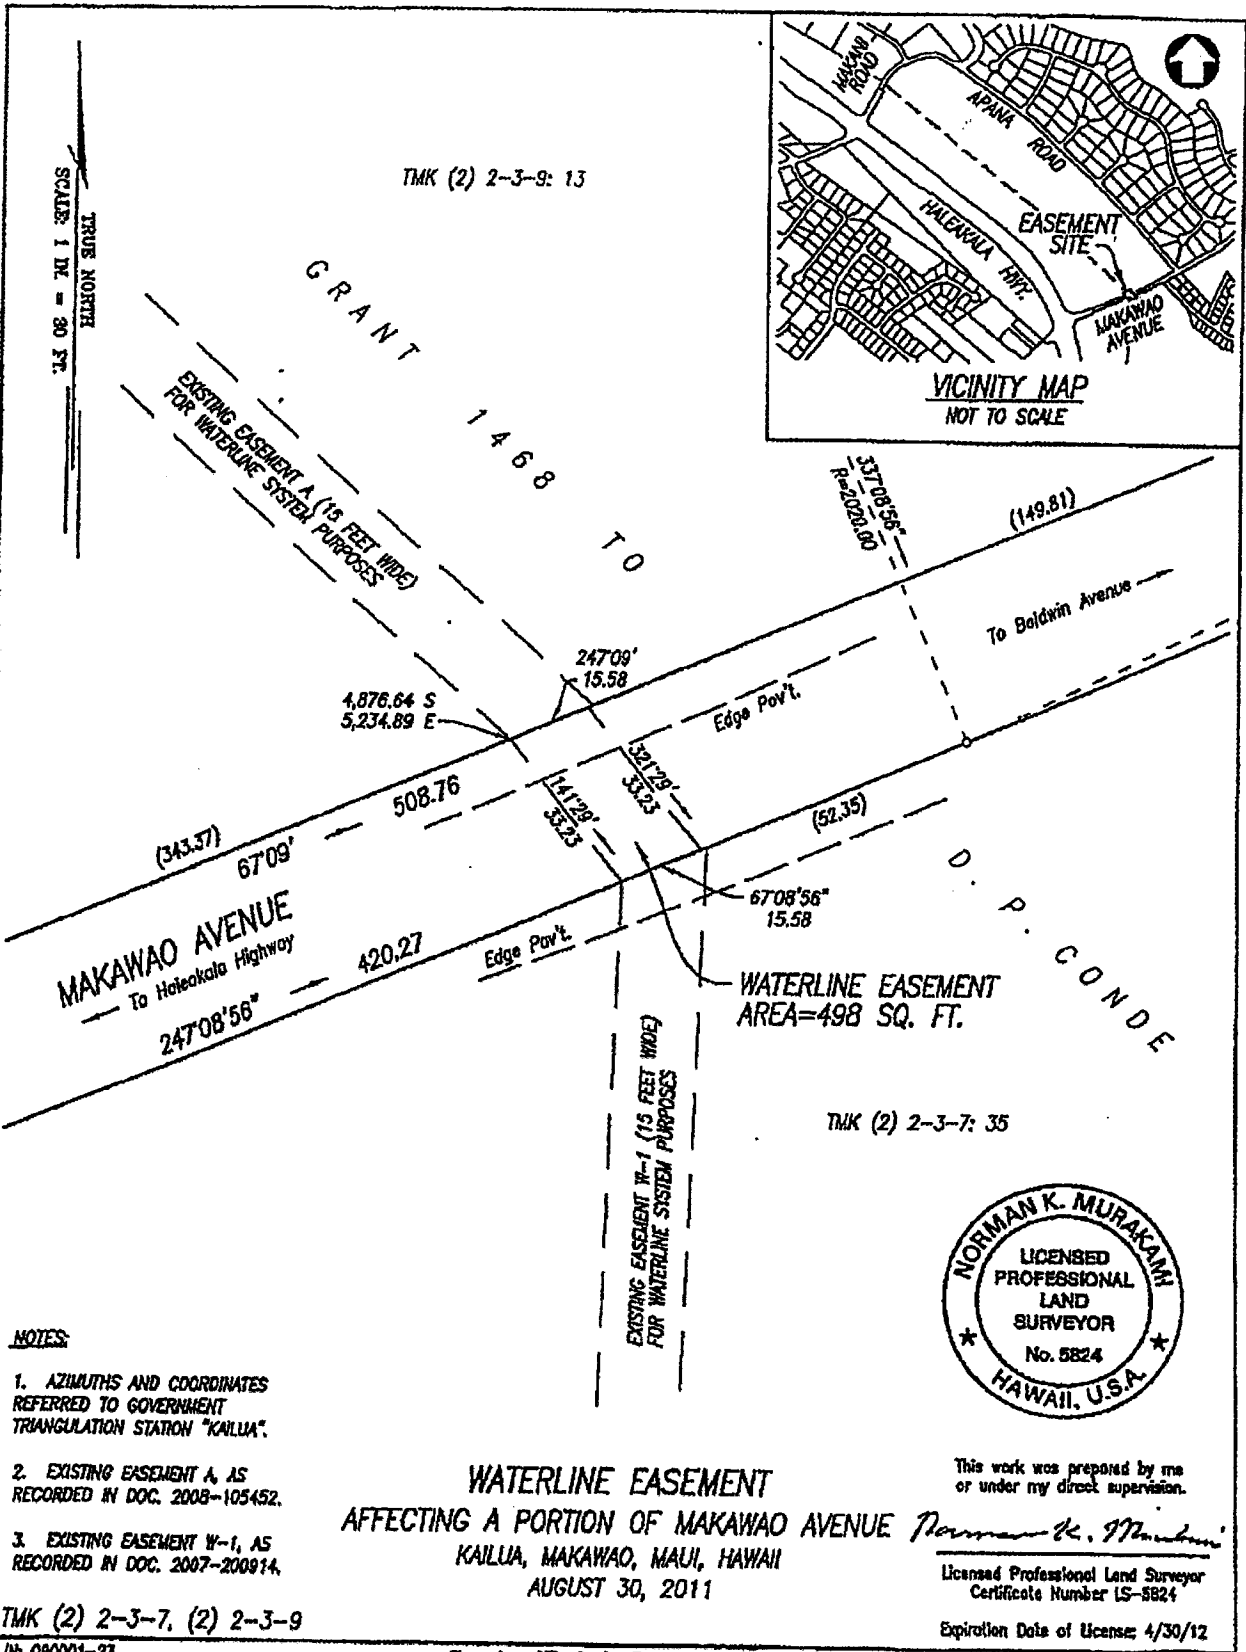 TRUE NORTH
SCALE: 1 IN. = 30 FT.
TMK (2) 2-3-9: 13
GRANT 1468 TO
D. P. CONDE
MAKANI
ROAD
APANA ROAD
HALEAKALA HWY.
EASEMENT
SITE
MAKAWAO
AVENUE
VICINITY MAP
NOT TO SCALE
EXISTING EASEMENT A (15 FEET WIDE)
FOR WATERLINE SYSTEM PURPOSES
337°08'56"
R=2020.00
(149.81)
To Baldwin Avenue
247°09'
15.58
4,876.64 S
5,234.89 E
Edge Pav't.
321°29'
33.23
141°29'
33.23
508.76
(343.37)
67°09'
(52.35)
67°08'56"
15.58
MAKAWAO AVENUE
To Haleakala Highway
420.27
247°08'56"
Edge Pav't.
WATERLINE EASEMENT
AREA=498 SQ. FT.
EXISTING EASEMENT W-1 (15 FEET WIDE)
FOR WATERLINE SYSTEM PURPOSES
TMK (2) 2-3-7: 35
NORMAN K. MURAKAMI
LICENSED
PROFESSIONAL
LAND
SURVEYOR
No. 5824
HAWAII, U.S.A.
NOTES:
1. AZIMUTHS AND COORDINATES
REFERRED TO GOVERNMENT
TRIANGULATION STATION "KAILUA".
2. EXISTING EASEMENT A, AS
RECORDED IN DOC. 2008-105452.
3. EXISTING EASEMENT W-1, AS
RECORDED IN DOC. 2007-200914.
WATERLINE EASEMENT
AFFECTING A PORTION OF MAKAWAO AVENUE
KAILUA, MAKAWAO, MAUI, HAWAII
AUGUST 30, 2011
This work was prepared by me
or under my direct supervision.
Norman K. Murakami
Licensed Professional Land Surveyor
Certificate Number LS-5824
Expiration Date of License: 4/30/12
TMK (2) 2-3-7, (2) 2-3-9